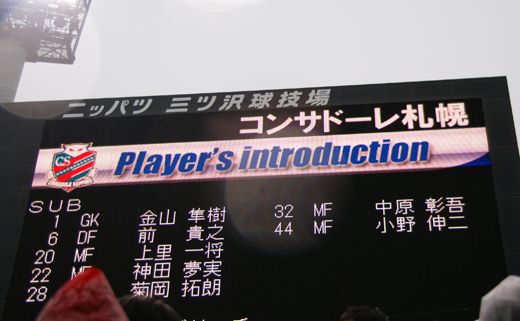 ニッパツ 三ツ沢球技場
コンサドーレ札幌
Player's introduction
SUB
1 GK 金山 隼樹
6 DF 前 貴之
20 MF 上里 一将
22 MF 神田 夢実
28 菊岡 拓朗
32 MF 中原 彰吾
44 MF 小野 伸二